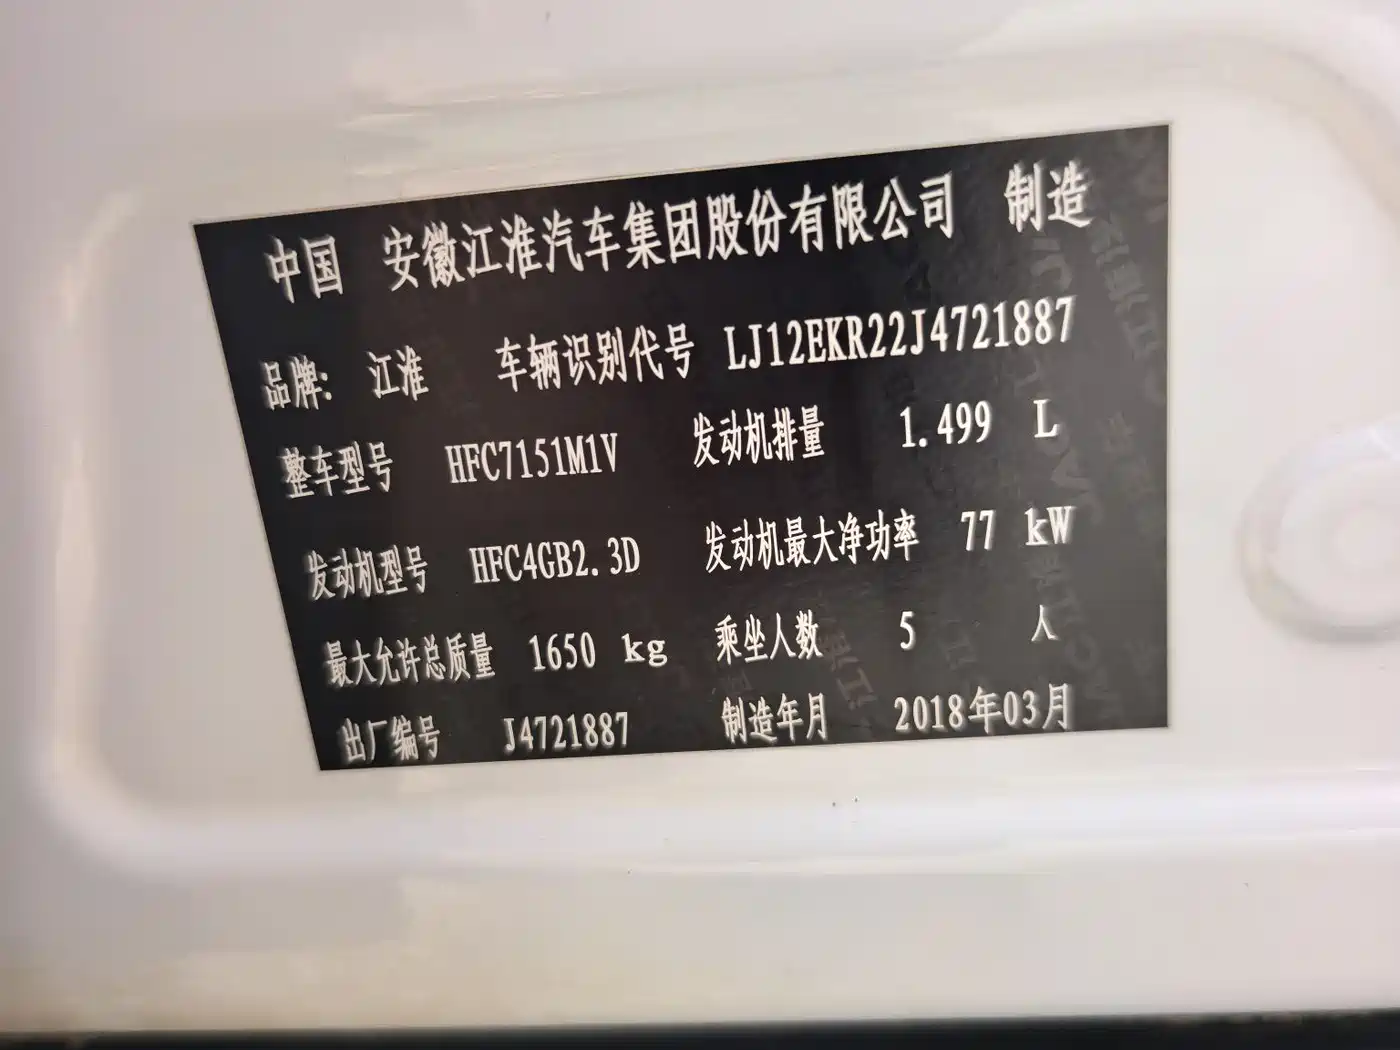 中国 安徽江淮汽车集团股份有限公司 制造
品牌: 江淮 车辆识别代号 LJ12EKR22J4721887
整车型号 HFC7151M1V 发动机排量 1.499 L
发动机型号 HFC4GB2.3D 发动机最大净功率 77 kW
最大允许总质量 1650 kg 乘坐人数 5 人
出厂编号 J4721887 制造年月 2018年03月